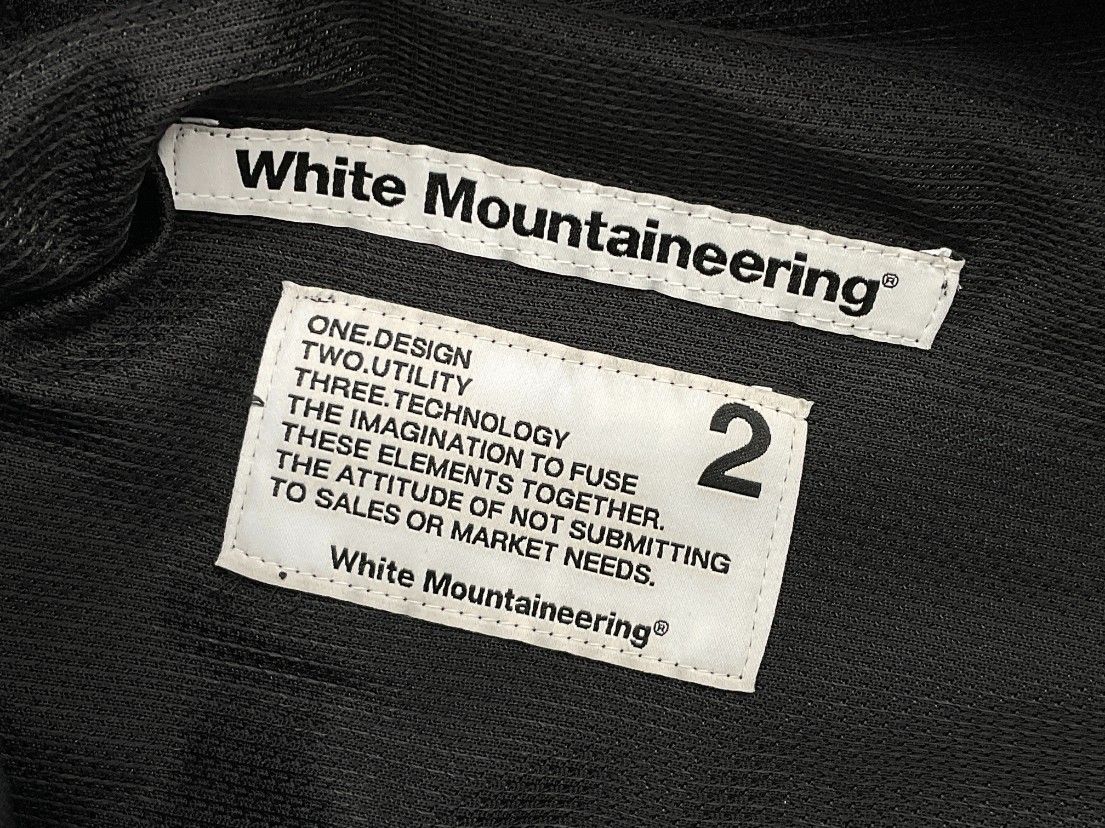 White Mountaineering®
ONE.DESIGN
TWO.UTILITY
THREE.TECHNOLOGY
THE IMAGINATION TO FUSE
THESE ELEMENTS TOGETHER.
THE ATTITUDE OF NOT SUBMITTING
TO SALES OR MARKET NEEDS.
2
White Mountaineering®